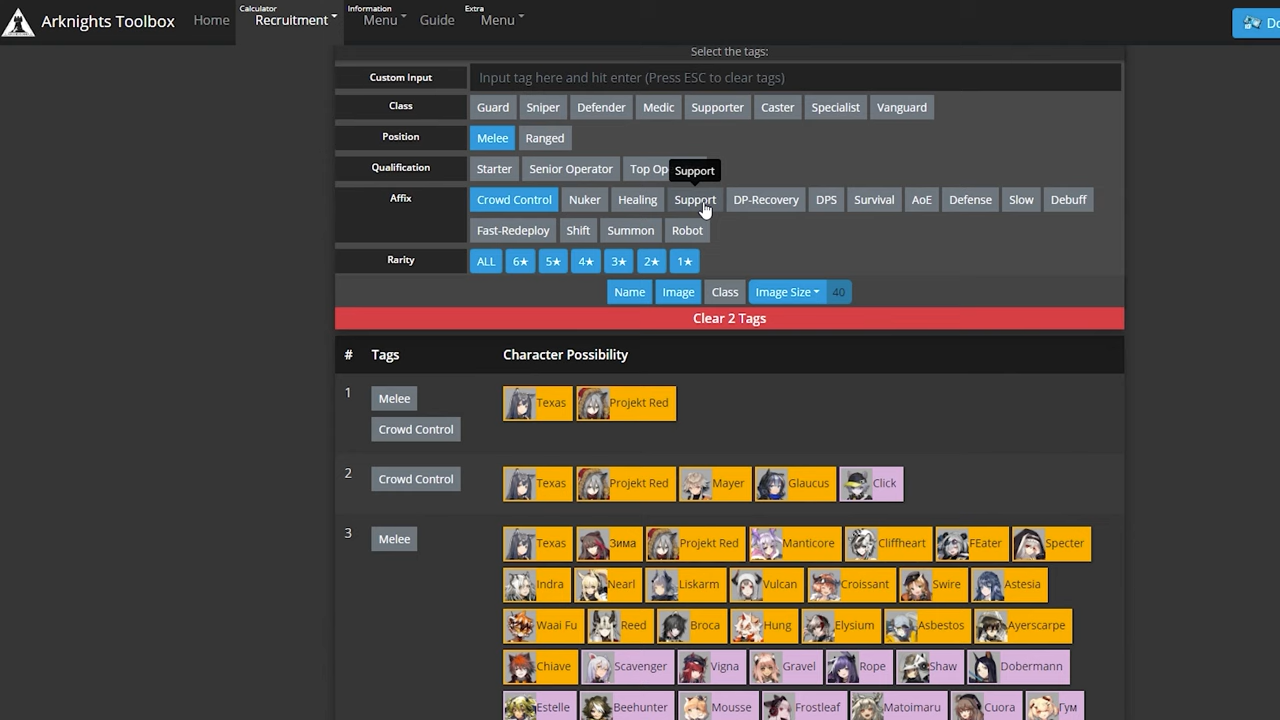 Calculator Information Extra
Arknights Toolbox Home Recruitment Menu Guide Menu Do
Select the tags:
Custom Input Input tag here and hit enter (Press ESC to clear tags)
Class Guard Sniper Defender Medic Supporter Caster Specialist Vanguard
Position Melee Ranged
Qualification Starter Senior Operator Top Op Support
Affix Crowd Control Nuker Healing Support DP-Recovery DPS Survival AoE Defense Slow Debuff
Fast-Redeploy Shift Summon Robot
Rarity ALL 6★ 5★ 4★ 3★ 2★ 1★
Name Image Class Image Size 40
Clear 2 Tags
# Tags Character Possibility
1 Melee Texas Projekt Red
Crowd Control
2 Crowd Control Texas Projekt Red Mayer Glaucus Click
3 Melee Texas Зима Projekt Red Manticore Cliffheart FEater Specter
Indra Nearl Liskarm Vulcan Croissant Swire Astesia
Waai Fu Reed Broca Hung Elysium Asbestos Ayerscarpe
Chiave Scavenger Vigna Gravel Rope Shaw Dobermann
Estelle Beehunter Mousse Frostleaf Matoimaru Cuora Гум